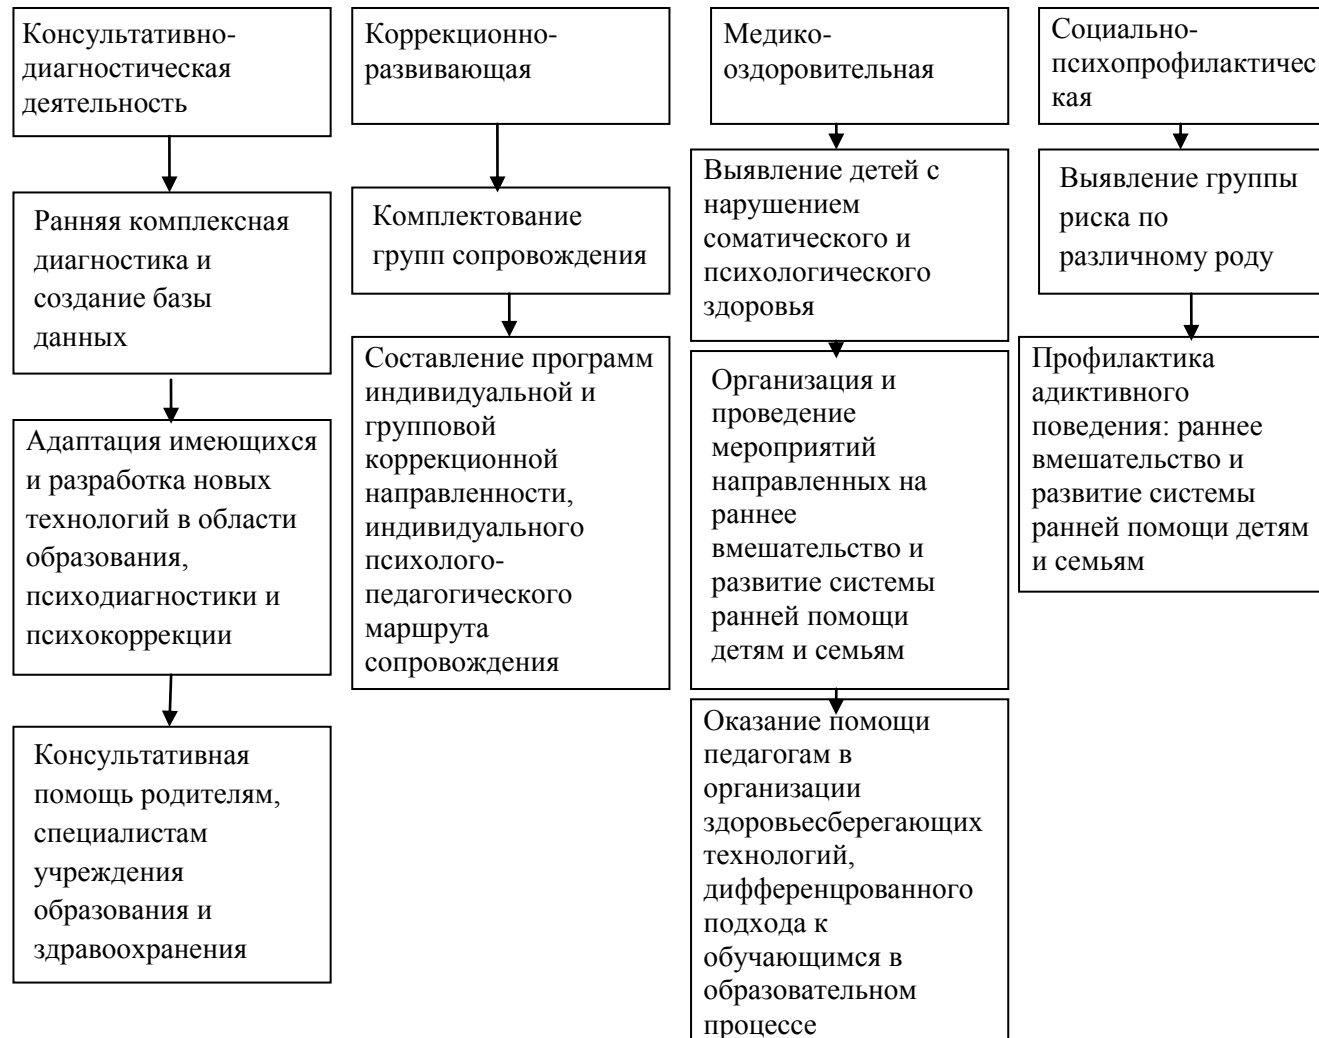 Консультативно-
диагностическая
деятельность
Ранняя комплексная
диагностика и
создание базы
данных
Адаптация имеющихся
и разработка новых
технологий в области
образования,
психодиагностики и
психокоррекции
Консультативная
помощь родителям,
специалистам
учреждения
образования и
здравоохранения
Коррекционно-
развивающая
Комплектование
групп сопровождения
Составление программ
индивидуальной и
групповой
коррекционной
направленности,
индивидуального
психолого-
педагогического
маршрута
сопровождения
Медико-
оздоровительная
Выявление детей с
нарушением
соматического и
психологического
здоровья
Организация и
проведение
мероприятий
направленных на
раннее
вмешательство и
развитие системы
ранней помощи
детям и семьям
Оказание помощи
педагогам в
организации
здоровьесберегающих
технологий,
дифференцрованного
подхода к
обучающимся в
образовательном
процессе
Социально-
психопрофилактичес
кая
Выявление группы
риска по
различному роду
Профилактика
адиктивного
поведения: раннее
вмешательство и
развитие системы
ранней помощи детям
и семьям